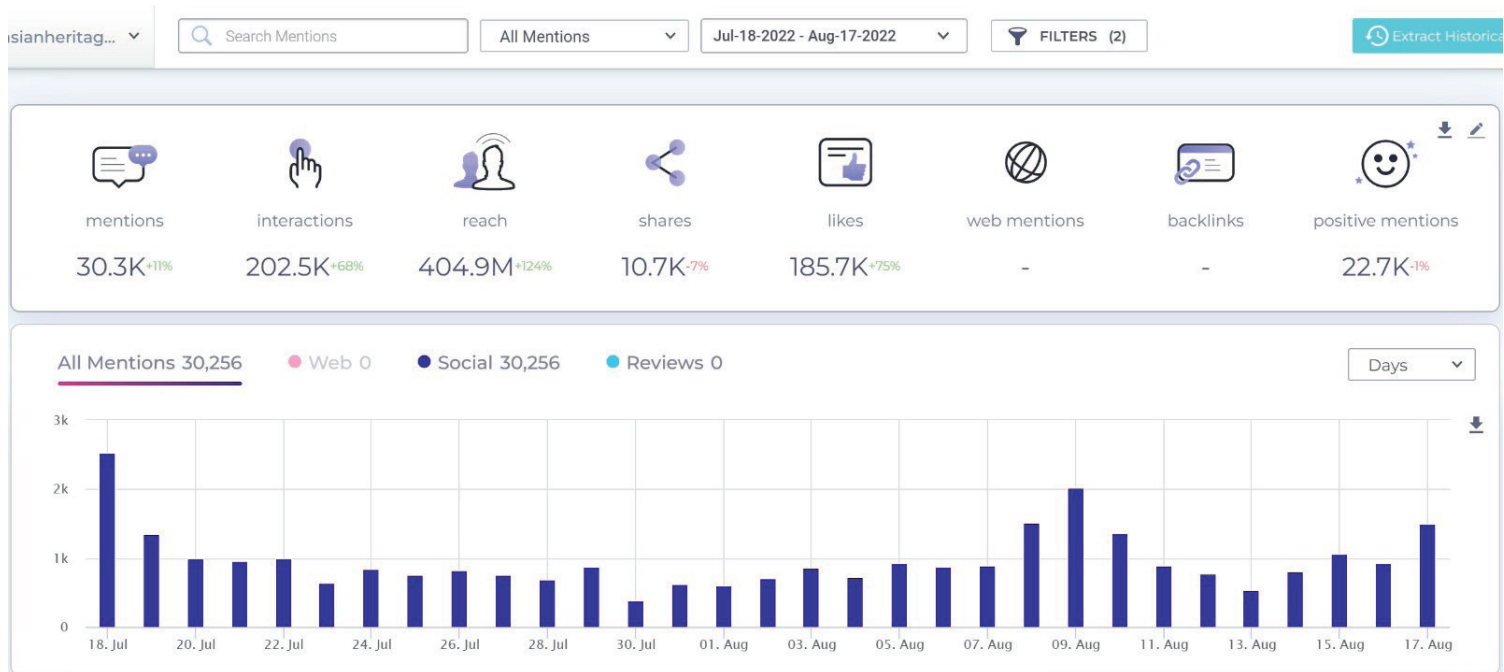 sianheritag...
Search Mentions
All Mentions
Jul-18-2022 - Aug-17-2022
FILTERS (2)
Extract Historica
mentions
interactions
reach
shares
likes
web mentions
backlinks
positive mentions
30.3K+11%
202.5K+68%
404.9M+124%
10.7K-7%
185.7K+75%
-
-
22.7K-1%
All Mentions 30,256
Web 0
Social 30,256
Reviews 0
Days
3k
2k
1k
0
18. Jul
20. Jul
22. Jul
24. Jul
26. Jul
28. Jul
30. Jul
01. Aug
03. Aug
05. Aug
07. Aug
09. Aug
11. Aug
13. Aug
15. Aug
17. Aug